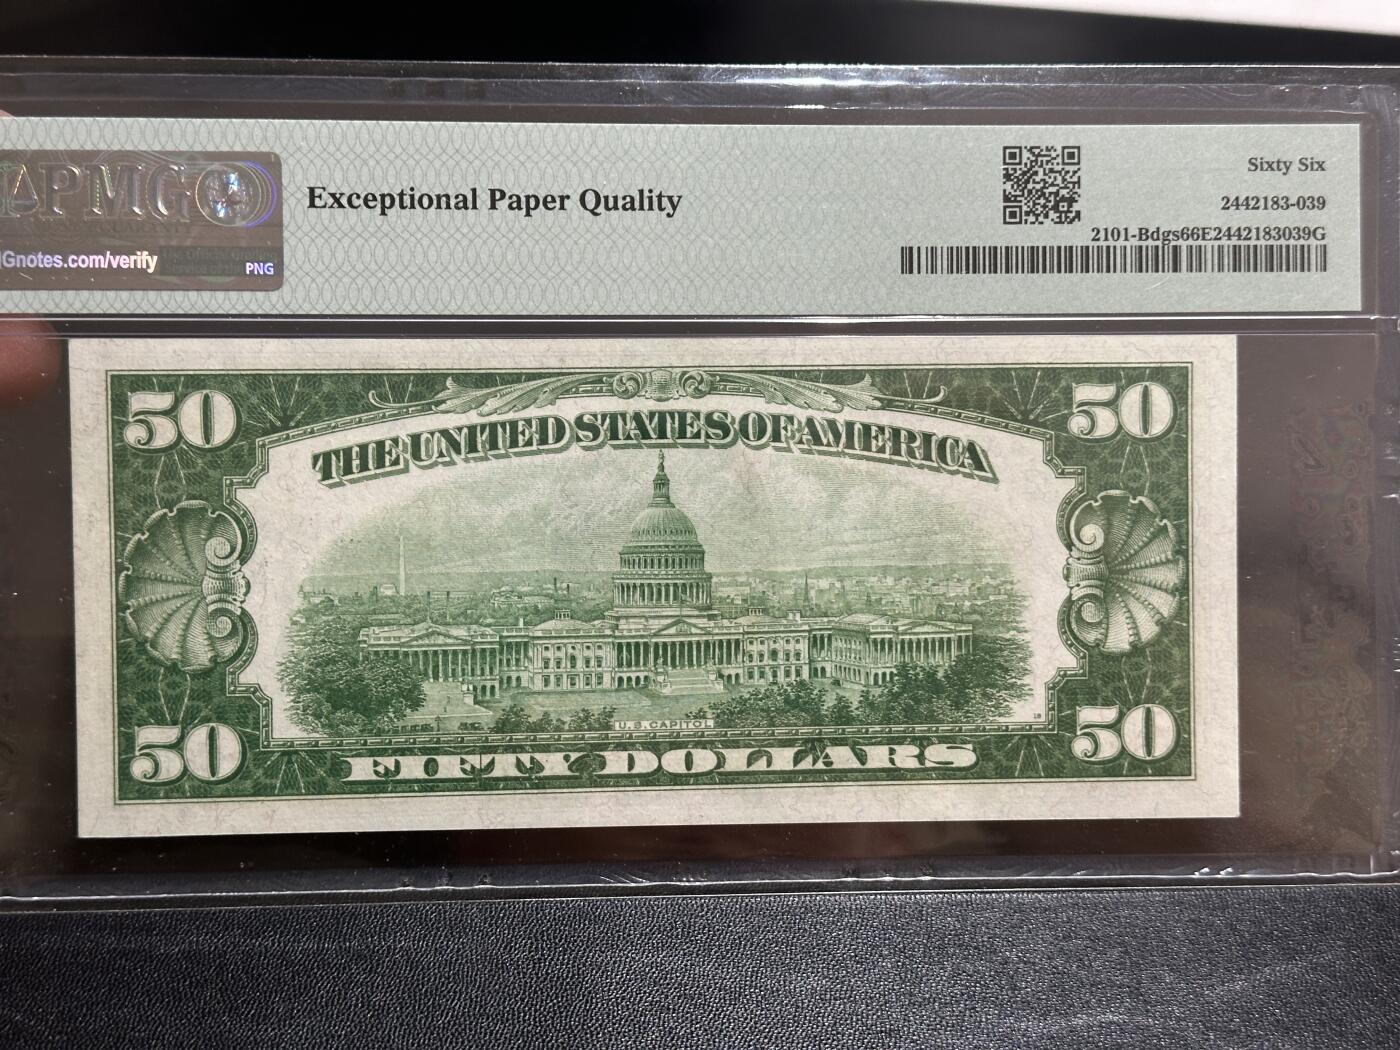 PMG
Gnotes.com/verify
PNG
Exceptional Paper Quality
Sixty Six
2442183-039
2101-Bdgs66E2442183039G
50
50
THE UNITED STATES OF AMERICA
U.S. CAPITOL
18
50
FIFTY DOLLARS
50